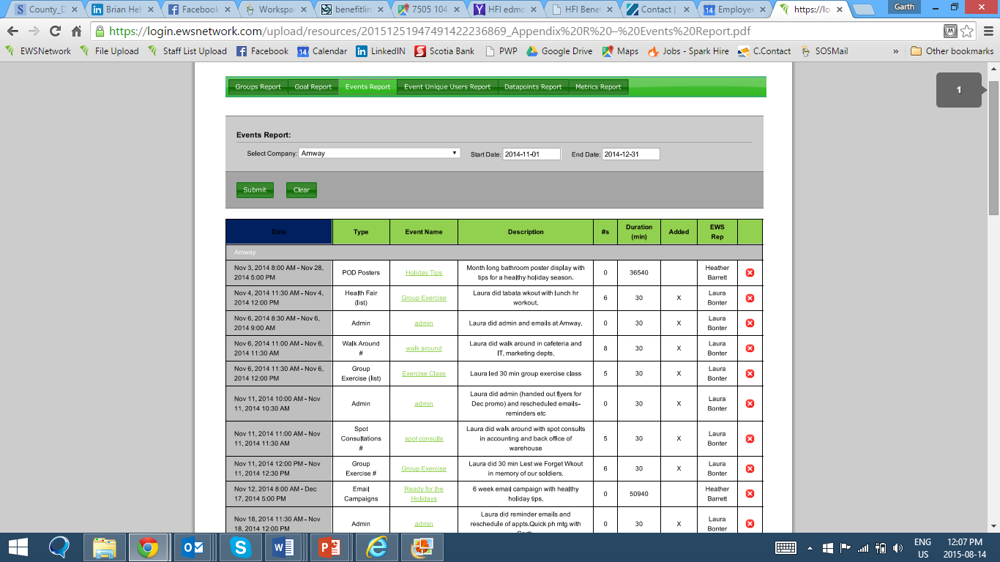 County_D
Brian Hel
Facebook
Workspa
benefitlin
7505 104
HFI edmo
HFI Bene
Contact |
Employee
https://lo
Garth
https://login.ewsnetwork.com/upload/resources/20151251947491422236869_Appendix%20R%20–%20Events%20Report.pdf
EWSNetwork
File Upload
Staff List Upload
Facebook
Calendar
LinkedIN
Scotia Bank
PWP
Google Drive
Maps
Jobs - Spark Hire
C.Contact
SOSMail
»
Other bookmarks
1
Groups Report
Goal Report
Events Report
Event Unique Users Report
Datapoints Report
Metrics Report
Events Report:
Select Company: Amway
Start Date: 2014-11-01
End Date: 2014-12-31
Submit
Clear
Date
Type
Event Name
Description
#s
Duration
(min)
Added
EWS
Rep
Amway
Nov 3, 2014 8:00 AM - Nov 28,
2014 5:00 PM
POD Posters
Holiday Tips
Month long bathroom poster display with
tips for a healthy holiday season.
0
36540
Heather
Barrett
Nov 4, 2014 11:30 AM - Nov 4,
2014 12:00 PM
Health Fair
(list)
Group Exercise
Laura did tabata wkout with lunch hr
workout.
6
30
X
Laura
Bonter
Nov 6, 2014 8:30 AM - Nov 6,
2014 9:00 AM
Admin
admin
Laura did admin and emails at Amway.
0
30
X
Laura
Bonter
Nov 6, 2014 11:00 AM - Nov 6,
2014 11:30 AM
Walk Around
#
walk around
Laura did walk around in cafeteria and
IT, marketing depts.
8
30
X
Laura
Bonter
Nov 6, 2014 11:30 AM - Nov 6,
2014 12:00 PM
Group
Exercise (list)
Exercise Class
Laura led 30 min group exercise class
5
30
X
Laura
Bonter
Nov 11, 2014 10:00 AM - Nov
11, 2014 10:30 AM
Admin
admin
Laura did admin (handed out flyers for
Dec promo) and rescheduled emails-
reminders etc
0
30
X
Laura
Bonter
Nov 11, 2014 11:00 AM - Nov
11, 2014 11:30 AM
Spot
Consultations
#
spot consults
Laura did walk around with spot consults
in accounting and back office of
warehouse
5
30
X
Laura
Bonter
Nov 11, 2014 12:00 PM - Nov
11, 2014 12:30 PM
Group
Exercise #
Group Exercise
Laura did 30 min Lest we Forget Wkout
in memory of our soldiers.
6
30
X
Laura
Bonter
Nov 12, 2014 8:00 AM - Dec
17, 2014 5:00 PM
Email
Campaigns
Ready for the
Holidays
6 week email campaign with healthy
holiday tips.
0
50940
Heather
Barrett
Nov 18, 2014 11:30 AM - Nov
18, 2014 12:00 PM
Admin
admin
Laura did reminder emails and
reschedule of appts.Quick ph mtg with
0
30
X
Laura
Bonter
ENG
US
12:07 PM
2015-08-14